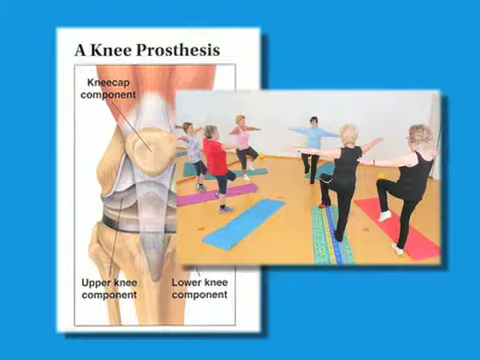 A Knee Prosthesis
Kneecap
component
Upper knee
component
Lower knee
component